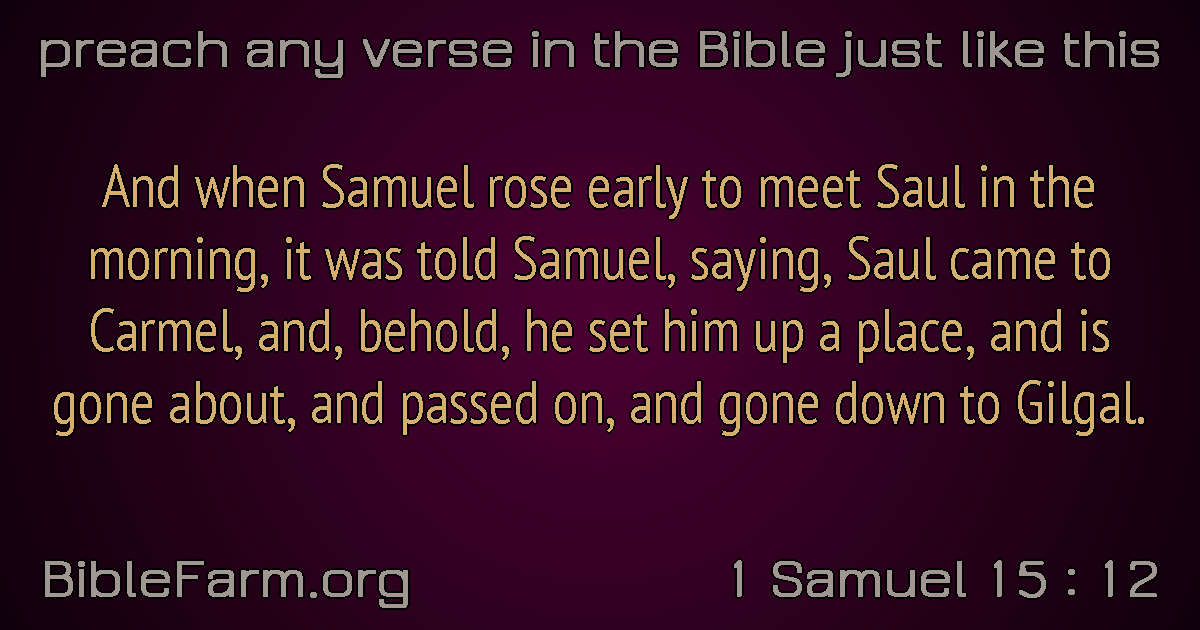 preach any verse in the Bible just like this
And when Samuel rose early to meet Saul in the
morning, it was told Samuel, saying, Saul came to
Carmel, and, behold, he set him up a place, and is
gone about, and passed on, and gone down to Gilgal.
BibleFarm.org
1 Samuel 15 : 12